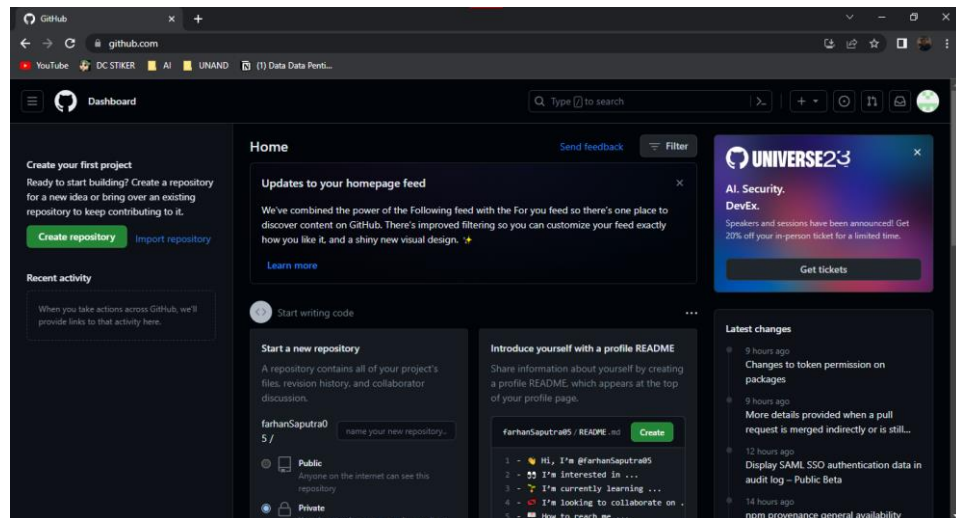 GitHub
github.com
YouTube
DC STIKER
AI
UNAND
(1) Data Data Penti...
Dashboard
Type / to search
Create your first project
Ready to start building? Create a repository
for a new idea or bring over an existing
repository to keep contributing to it.
Create repository
Import repository
Recent activity
When you take actions across GitHub, we'll
provide links to that activity here.
Home
Send feedback
Filter
Updates to your homepage feed
We've combined the power of the Following feed with the For you feed so there's one place to
discover content on GitHub. There's improved filtering so you can customize your feed exactly
how you like it, and a shiny new visual design. ✨
Learn more
Start writing code
Start a new repository
A repository contains all of your project's
files, revision history, and collaborator
discussion.
farhanSaputra0
5 /
name your new repository..
Public
Anyone on the internet can see this
repository
Private
Introduce yourself with a profile README
Share information about yourself by creating
a profile README, which appears at the top
of your profile page.
farhanSaputra05 / README.md
Create
1 - 👋 Hi, I'm @farhanSaputra05
2 - 👀 I'm interested in ...
3 - 🌱 I'm currently learning ...
4 - 💞️ I'm looking to collaborate on .
5 - 📫 How to reach me ...
UNIVERSE23
AI. Security.
DevEx.
Speakers and sessions have been announced! Get
20% off your in-person ticket for a limited time.
Get tickets
Latest changes
9 hours ago
Changes to token permission on
packages
9 hours ago
More details provided when a pull
request is merged indirectly or is still...
12 hours ago
Display SAML SSO authentication data in
audit log – Public Beta
14 hours ago
npm provenance general availability